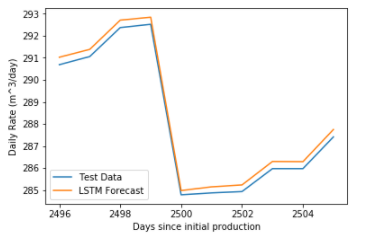 293
292
291
290
289
288
287
286
285
Daily Rate (m^3/day)
Test Data
LSTM Forecast
2496 2498 2500 2502 2504
Days since initial production